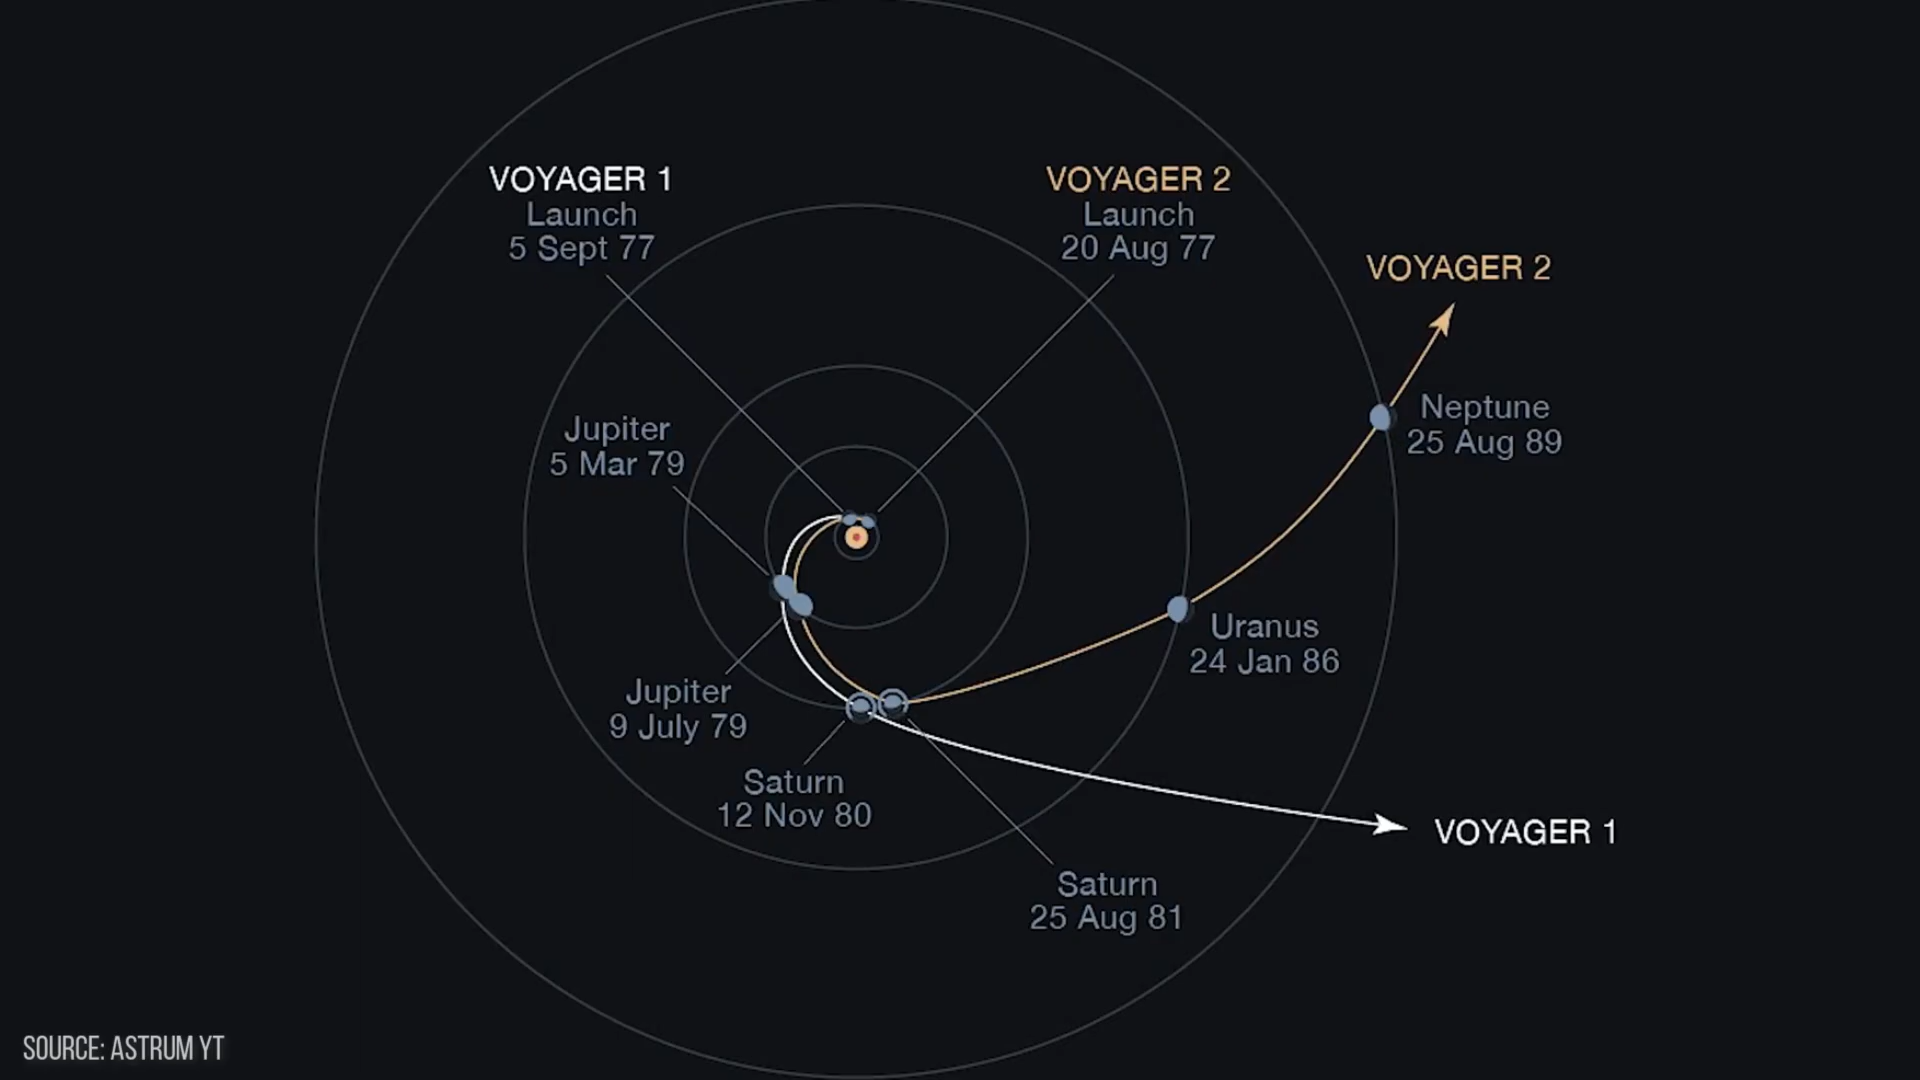 VOYAGER 1
Launch
5 Sept 77
VOYAGER 2
Launch
20 Aug 77
VOYAGER 2
Jupiter
5 Mar 79
Neptune
25 Aug 89
Uranus
24 Jan 86
Jupiter
9 July 79
Saturn
12 Nov 80
VOYAGER 1
Saturn
25 Aug 81
SOURCE: ASTRUM YT